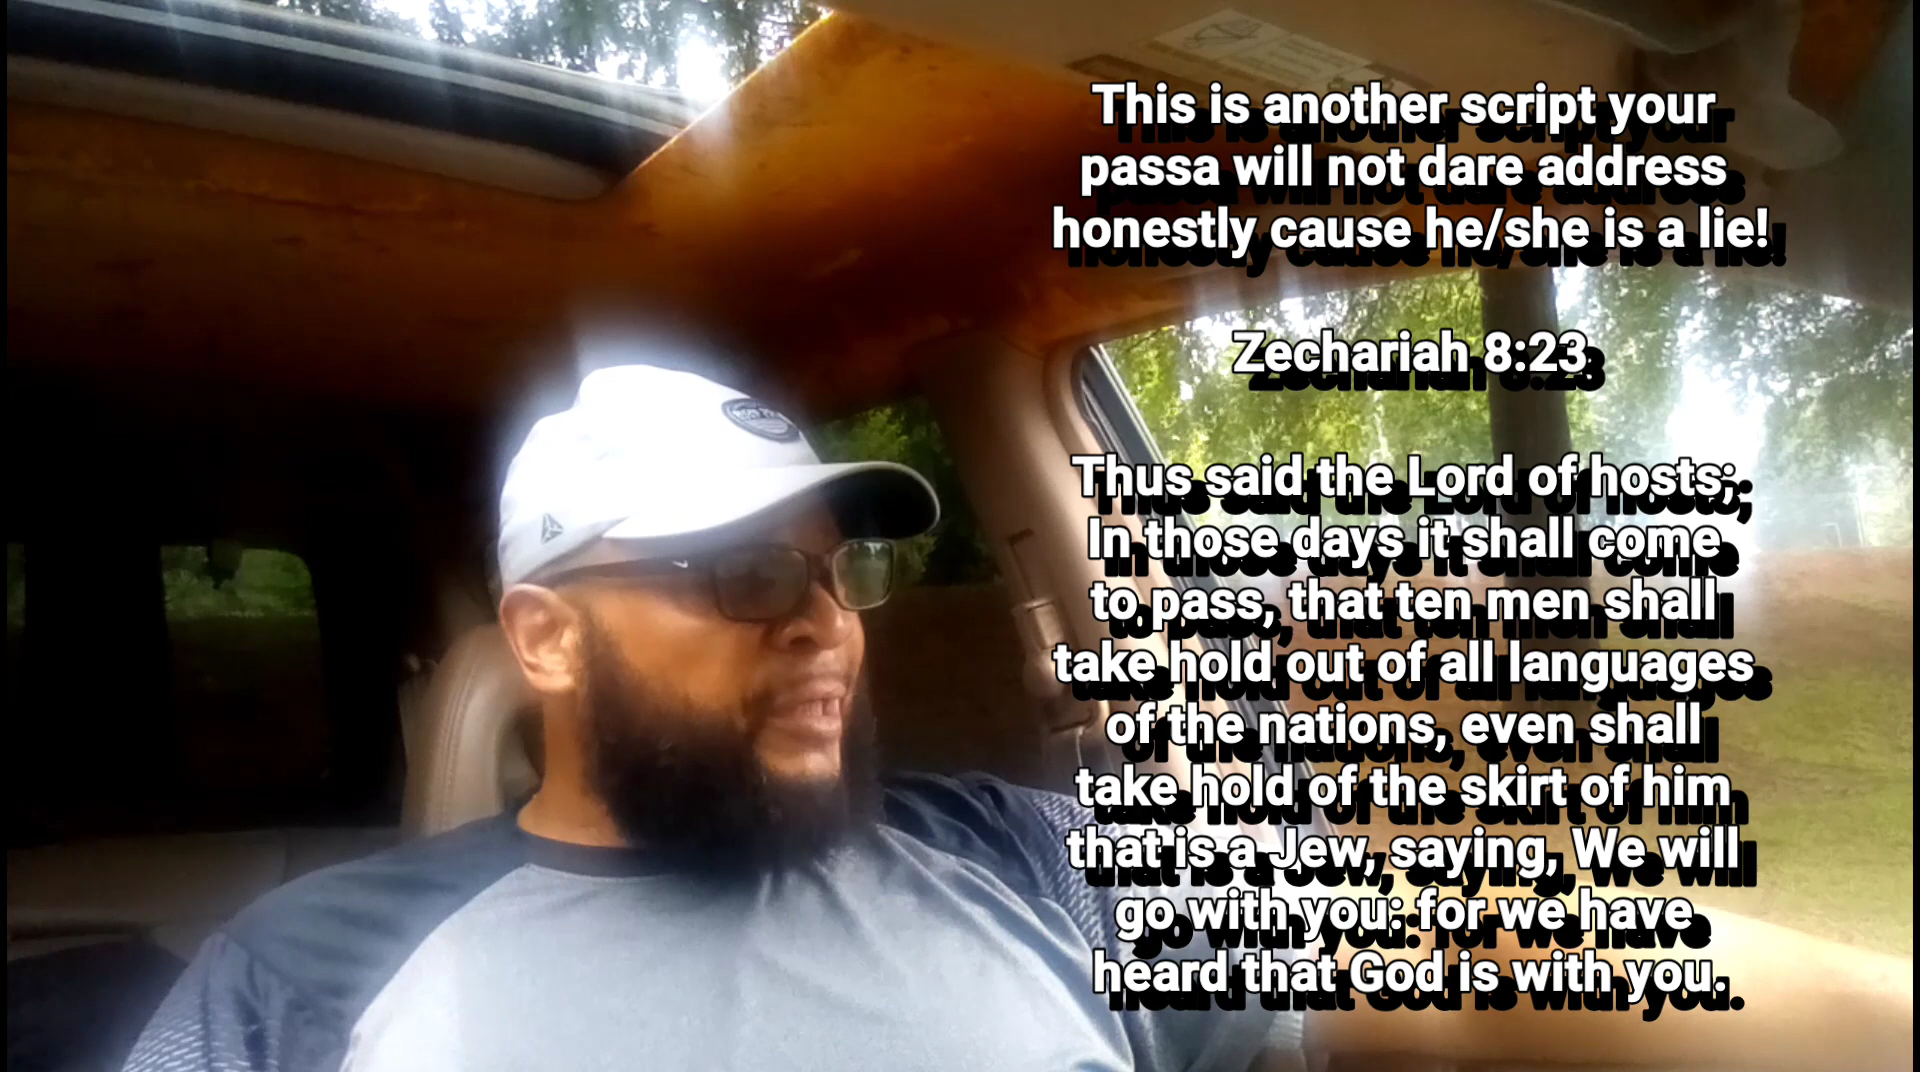 This is another script your
passa will not dare address
honestly cause he/she is a lie!
Zechariah 8:23
Thus said the Lord of hosts;
In those days it shall come
to pass, that ten men shall
take hold out of all languages
of the nations, even shall
take hold of the skirt of him
that is a Jew, saying, We will
go with you: for we have
heard that God is with you.